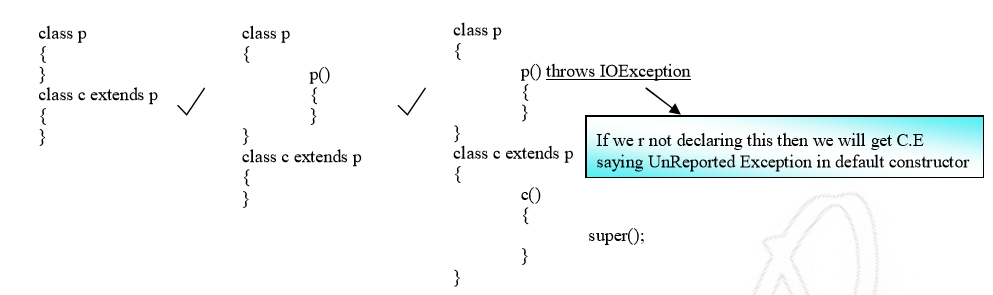 class p
{
}
class c extends p
{
}
class p
{
p()
{
}
}
class c extends p
{
}
class p
{
p() throws IOException
{
}
}
class c extends p
{
c()
{
super();
}
}
If we r not declaring this then we will get C.E
saying UnReported Exception in default constructor